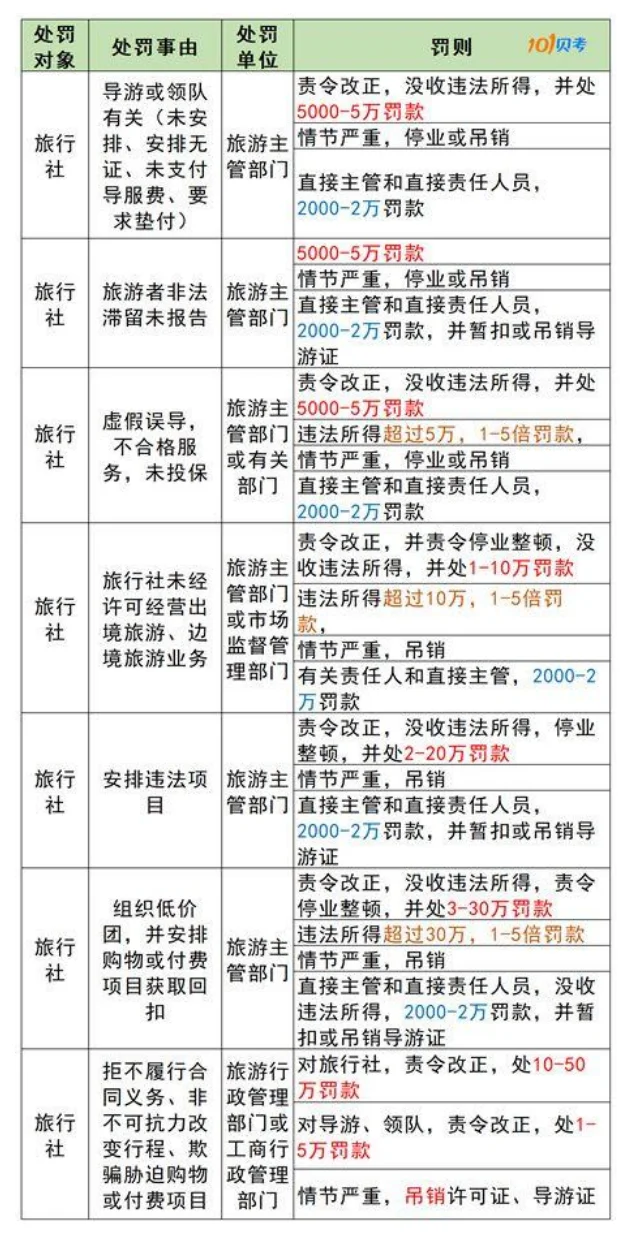 处罚
对象
处罚事由
处罚
单位
罚则
101贝考
旅行
社
导游或领队
有关（未安
排、安排无
证、未支付
导服费、要
求垫付）
旅游主
管部门
责令改正，没收违法所得，并处
5000-5万罚款
情节严重，停业或吊销
直接主管和直接责任人员，
2000-2万罚款
旅行
社
旅游者非法
滞留未报告
旅游主
管部门
5000-5万罚款
情节严重，停业或吊销
直接主管和直接责任人员，
2000-2万罚款，并暂扣或吊销导
游证
旅行
社
虚假误导，
不合格服
务，未投保
旅游主
管部门
或有关
部门
责令改正，没收违法所得，并处
5000-5万罚款
违法所得超过5万，1-5倍罚款，
情节严重，停业或吊销
直接主管和直接责任人员，
2000-2万罚款
旅行
社
旅行社未经
许可经营出
境旅游、边
境旅游业务
旅游主
管部门
或市场
监督管
理部门
责令改正，并责令停业整顿，没
收违法所得，并处1-10万罚款
违法所得超过10万，1-5倍罚
款，
情节严重，吊销
有关责任人和直接主管，2000-2
万罚款
旅行
社
安排违法项
目
旅游主
管部门
责令改正，没收违法所得，停业
整顿，并处2-20万罚款
情节严重，吊销
直接主管和直接责任人员，
2000-2万罚款，并暂扣或吊销导
游证
旅行
社
组织低价
团，并安排
购物或付费
项目获取回
扣
旅游主
管部门
责令改正，没收违法所得，责令
停业整顿，并处3-30万罚款
违法所得超过30万，1-5倍罚款
情节严重，吊销
直接主管和直接责任人员，没收
违法所得，2000-2万罚款，并暂
扣或吊销导游证
旅行
社
拒不履行合
同义务、非
不可抗力改
变行程、欺
骗胁迫购物
或付费项目
旅游行
政管理
部门或
工商行
政管理
部门
对旅行社，责令改正，处10-50
万罚款
对导游、领队，责令改正，处1-
5万罚款
情节严重，吊销许可证、导游证